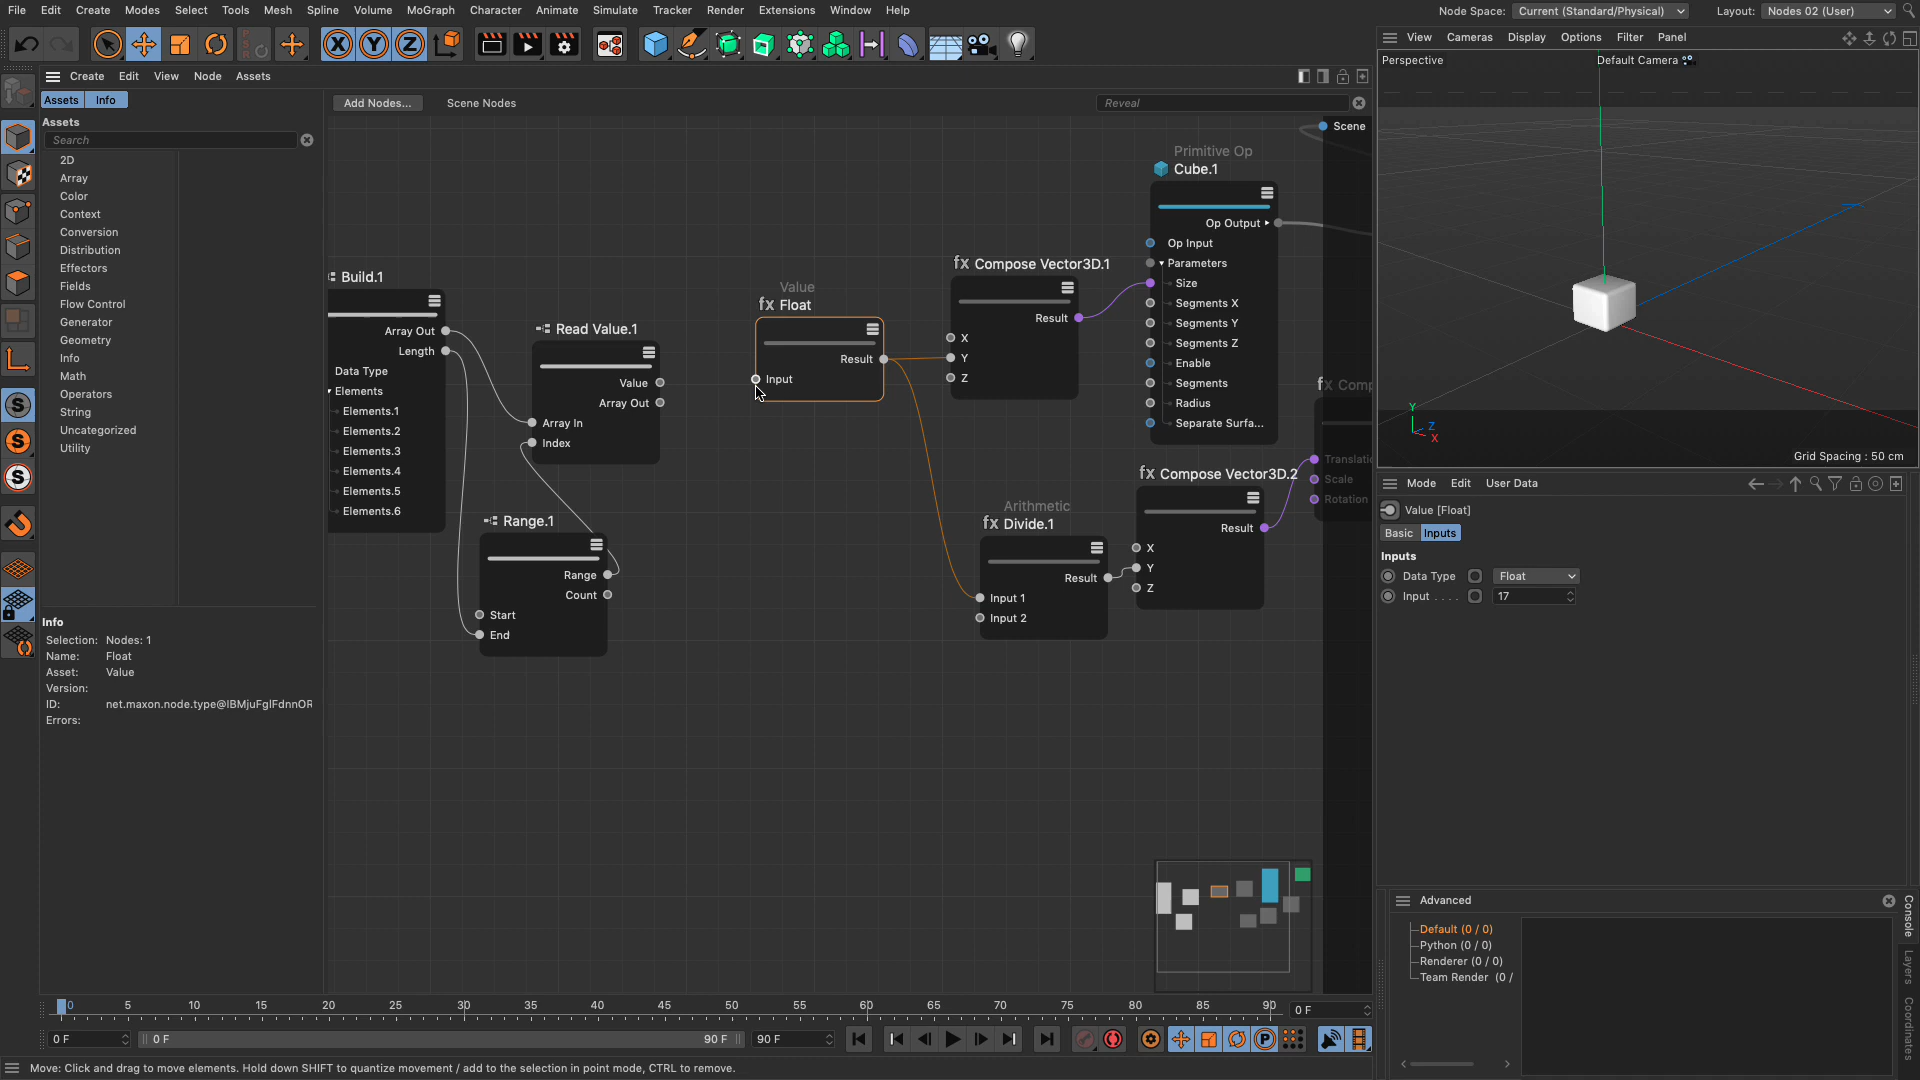 File Edit Create Modes Select Tools Mesh Spline Volume MoGraph Character Animate Simulate Tracker Render Extensions Window Help
Node Space: Current (Standard/Physical) Layout: Nodes 02 (User)
PSR X Y Z
Create Edit View Node Assets
Assets Info
Assets
Search
2D
Array
Color
Context
Conversion
Distribution
Effectors
Fields
Flow Control
Generator
Geometry
Info
Math
Operators
String
Uncategorized
Utility
Info
Selection: Nodes: 1
Name: Float
Asset: Value
Version:
ID: net.maxon.node.type@IBMjuFglFdnnOR
Errors:
Add Nodes... Scene Nodes Reveal
Build.1
Array Out
Length
Data Type
Elements
Elements.1
Elements.2
Elements.3
Elements.4
Elements.5
Elements.6
Read Value.1
Value
Array Out
Array In
Index
Range.1
Range
Count
Start
End
Value
fx Float
Result
Input
fx Compose Vector3D.1
Result
X
Y
Z
Arithmetic
fx Divide.1
Result
Input 1
Input 2
Primitive Op
Cube.1
Op Output
Op Input
Parameters
Size
Segments X
Segments Y
Segments Z
Enable
Segments
Radius
Separate Surfa...
fx Compose Vector3D.2
Result
X
Y
Z
Scene
fx Comp
Translatic
Scale
Rotation
View Cameras Display Options Filter Panel
Perspective Default Camera
Y
Z
X
Grid Spacing : 50 cm
Mode Edit User Data
Value [Float]
Basic Inputs
Inputs
Data Type Float
Input . . . . 17
Advanced
Default (0 / 0)
Python (0 / 0)
Renderer (0 / 0)
Team Render (0 /
Console
Layers
Coordinates
0 5 10 15 20 25 30 35 40 45 50 55 60 65 70 75 80 85 90 0 F
0 F 0 F 90 F 90 F
P
Move: Click and drag to move elements. Hold down SHIFT to quantize movement / add to the selection in point mode, CTRL to remove.